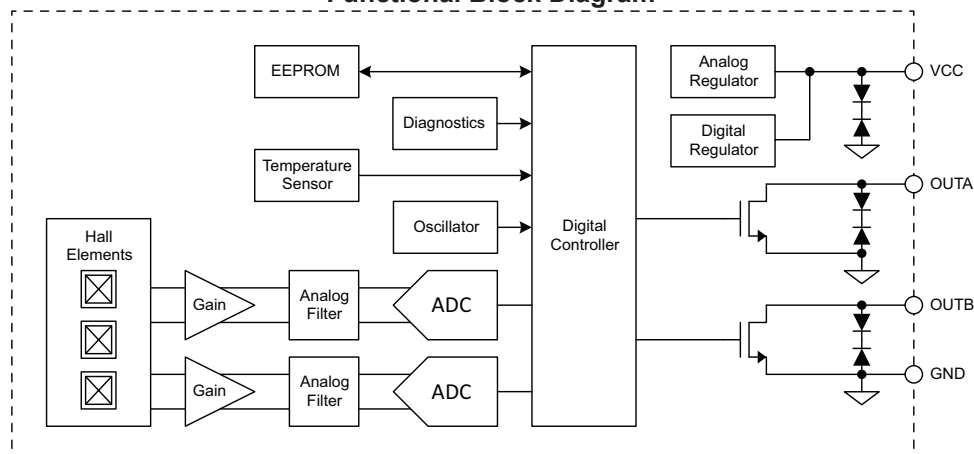 Functional Block Diagram
EEPROM
Analog
Regulator
VCC
Diagnostics
Digital
Regulator
Temperature
Sensor
OUTA
Oscillator
Digital
Controller
Hall
Elements
Gain
Analog
Filter
ADC
OUTB
Gain
Analog
Filter
ADC
GND